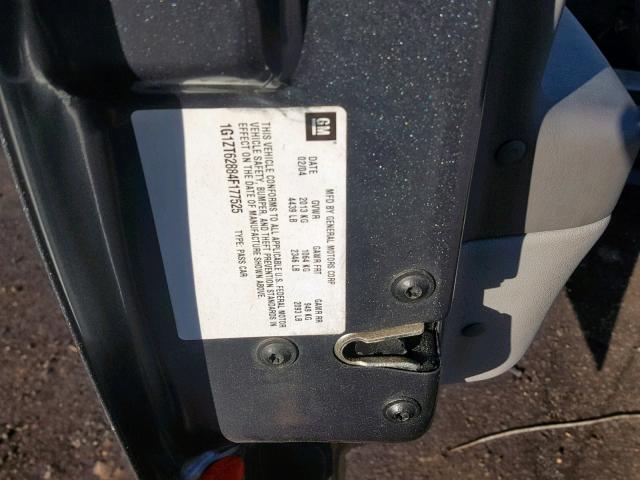 GM
MFD BY GENERAL MOTORS CORP
DATE GVWR GAWR FRT GAWR RR
02/04 2013 KG 1064 KG 949 KG
4439 LB 2346 LB 2093 LB
THIS VEHICLE CONFORMS TO ALL APPLICABLE U.S. FEDERAL MOTOR
VEHICLE SAFETY, BUMPER, AND THEFT PREVENTION STANDARDS IN
EFFECT ON THE DATE OF MANUFACTURE SHOWN ABOVE.
1G1ZT62884F177525 TYPE: PASS CAR